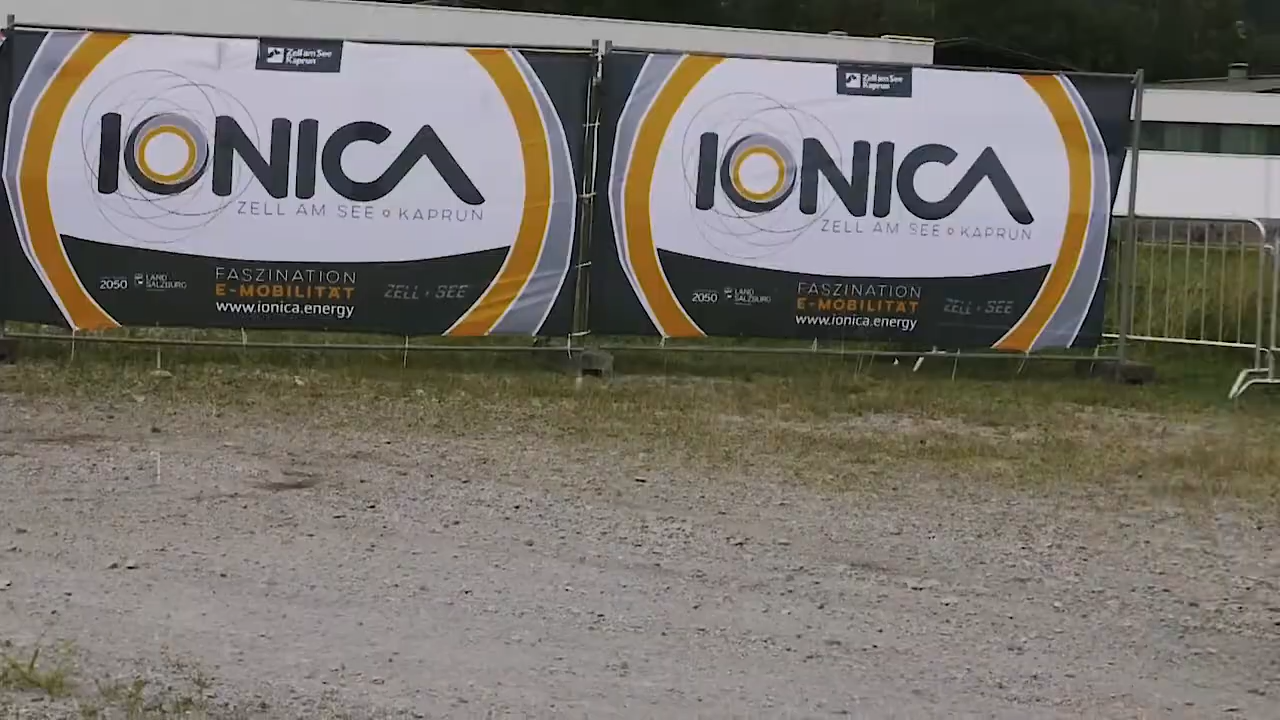 Zell am See
Kaprun
IONICA
ZELL AM SEE KAPRUN
2050
LAND
SALZBURG
FASZINATION
E-MOBILITÄT
www.ionica.energy
ZELL SEE
Zell am See
Kaprun
IONICA
ZELL AM SEE KAPRUN
2050
LAND
SALZBURG
FASZINATION
E-MOBILITÄT
www.ionica.energy
ZELL SEE